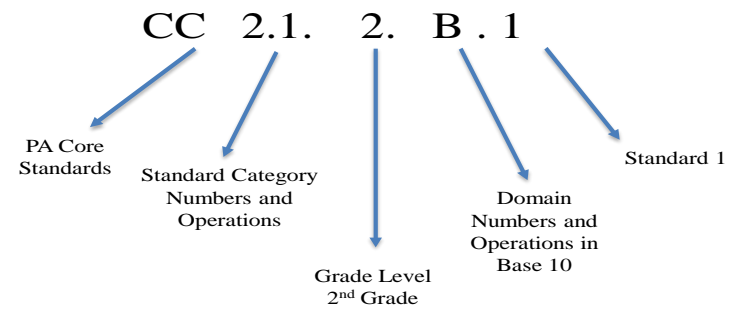 CC 2.1. 2. B . 1
PA Core
Standards
Standard Category
Numbers and
Operations
Grade Level
2nd Grade
Domain
Numbers and
Operations in
Base 10
Standard 1